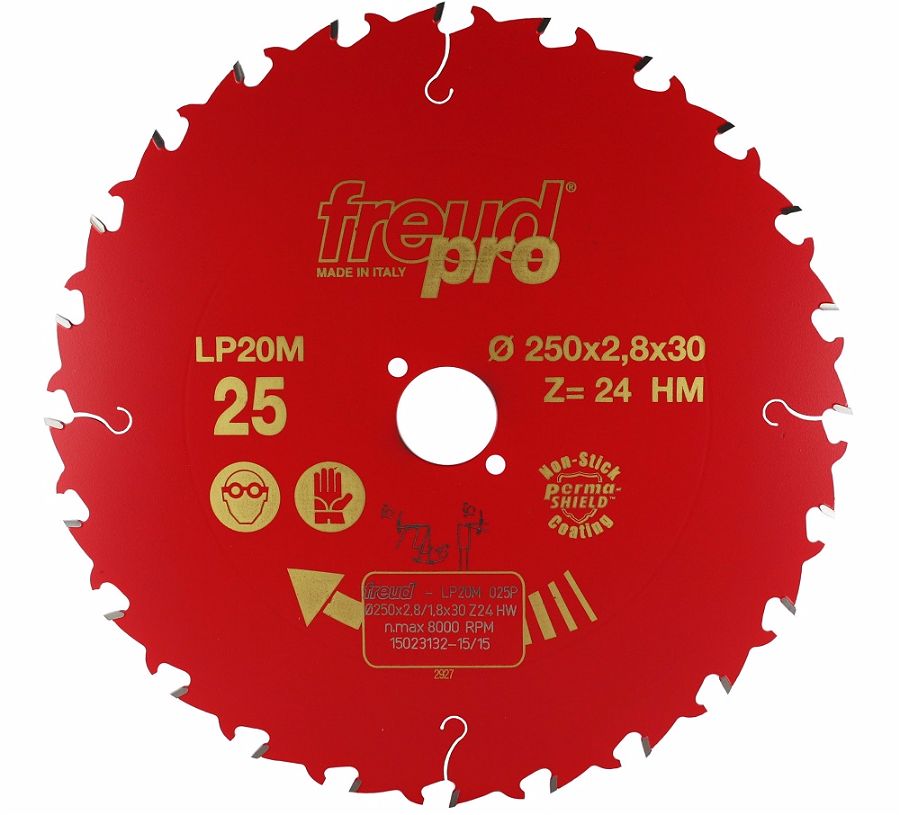 freud®
pro
MADE IN ITALY
LP20M
25
Ø 250x2,8x30
Z= 24 HM
Non-Stick
perma-
SHIELD™
Coating
freud - LP20M 025P
Ø250x2,8/1,8x30 Z24 HW
n.max 8000 RPM
15023132-15/15
2927